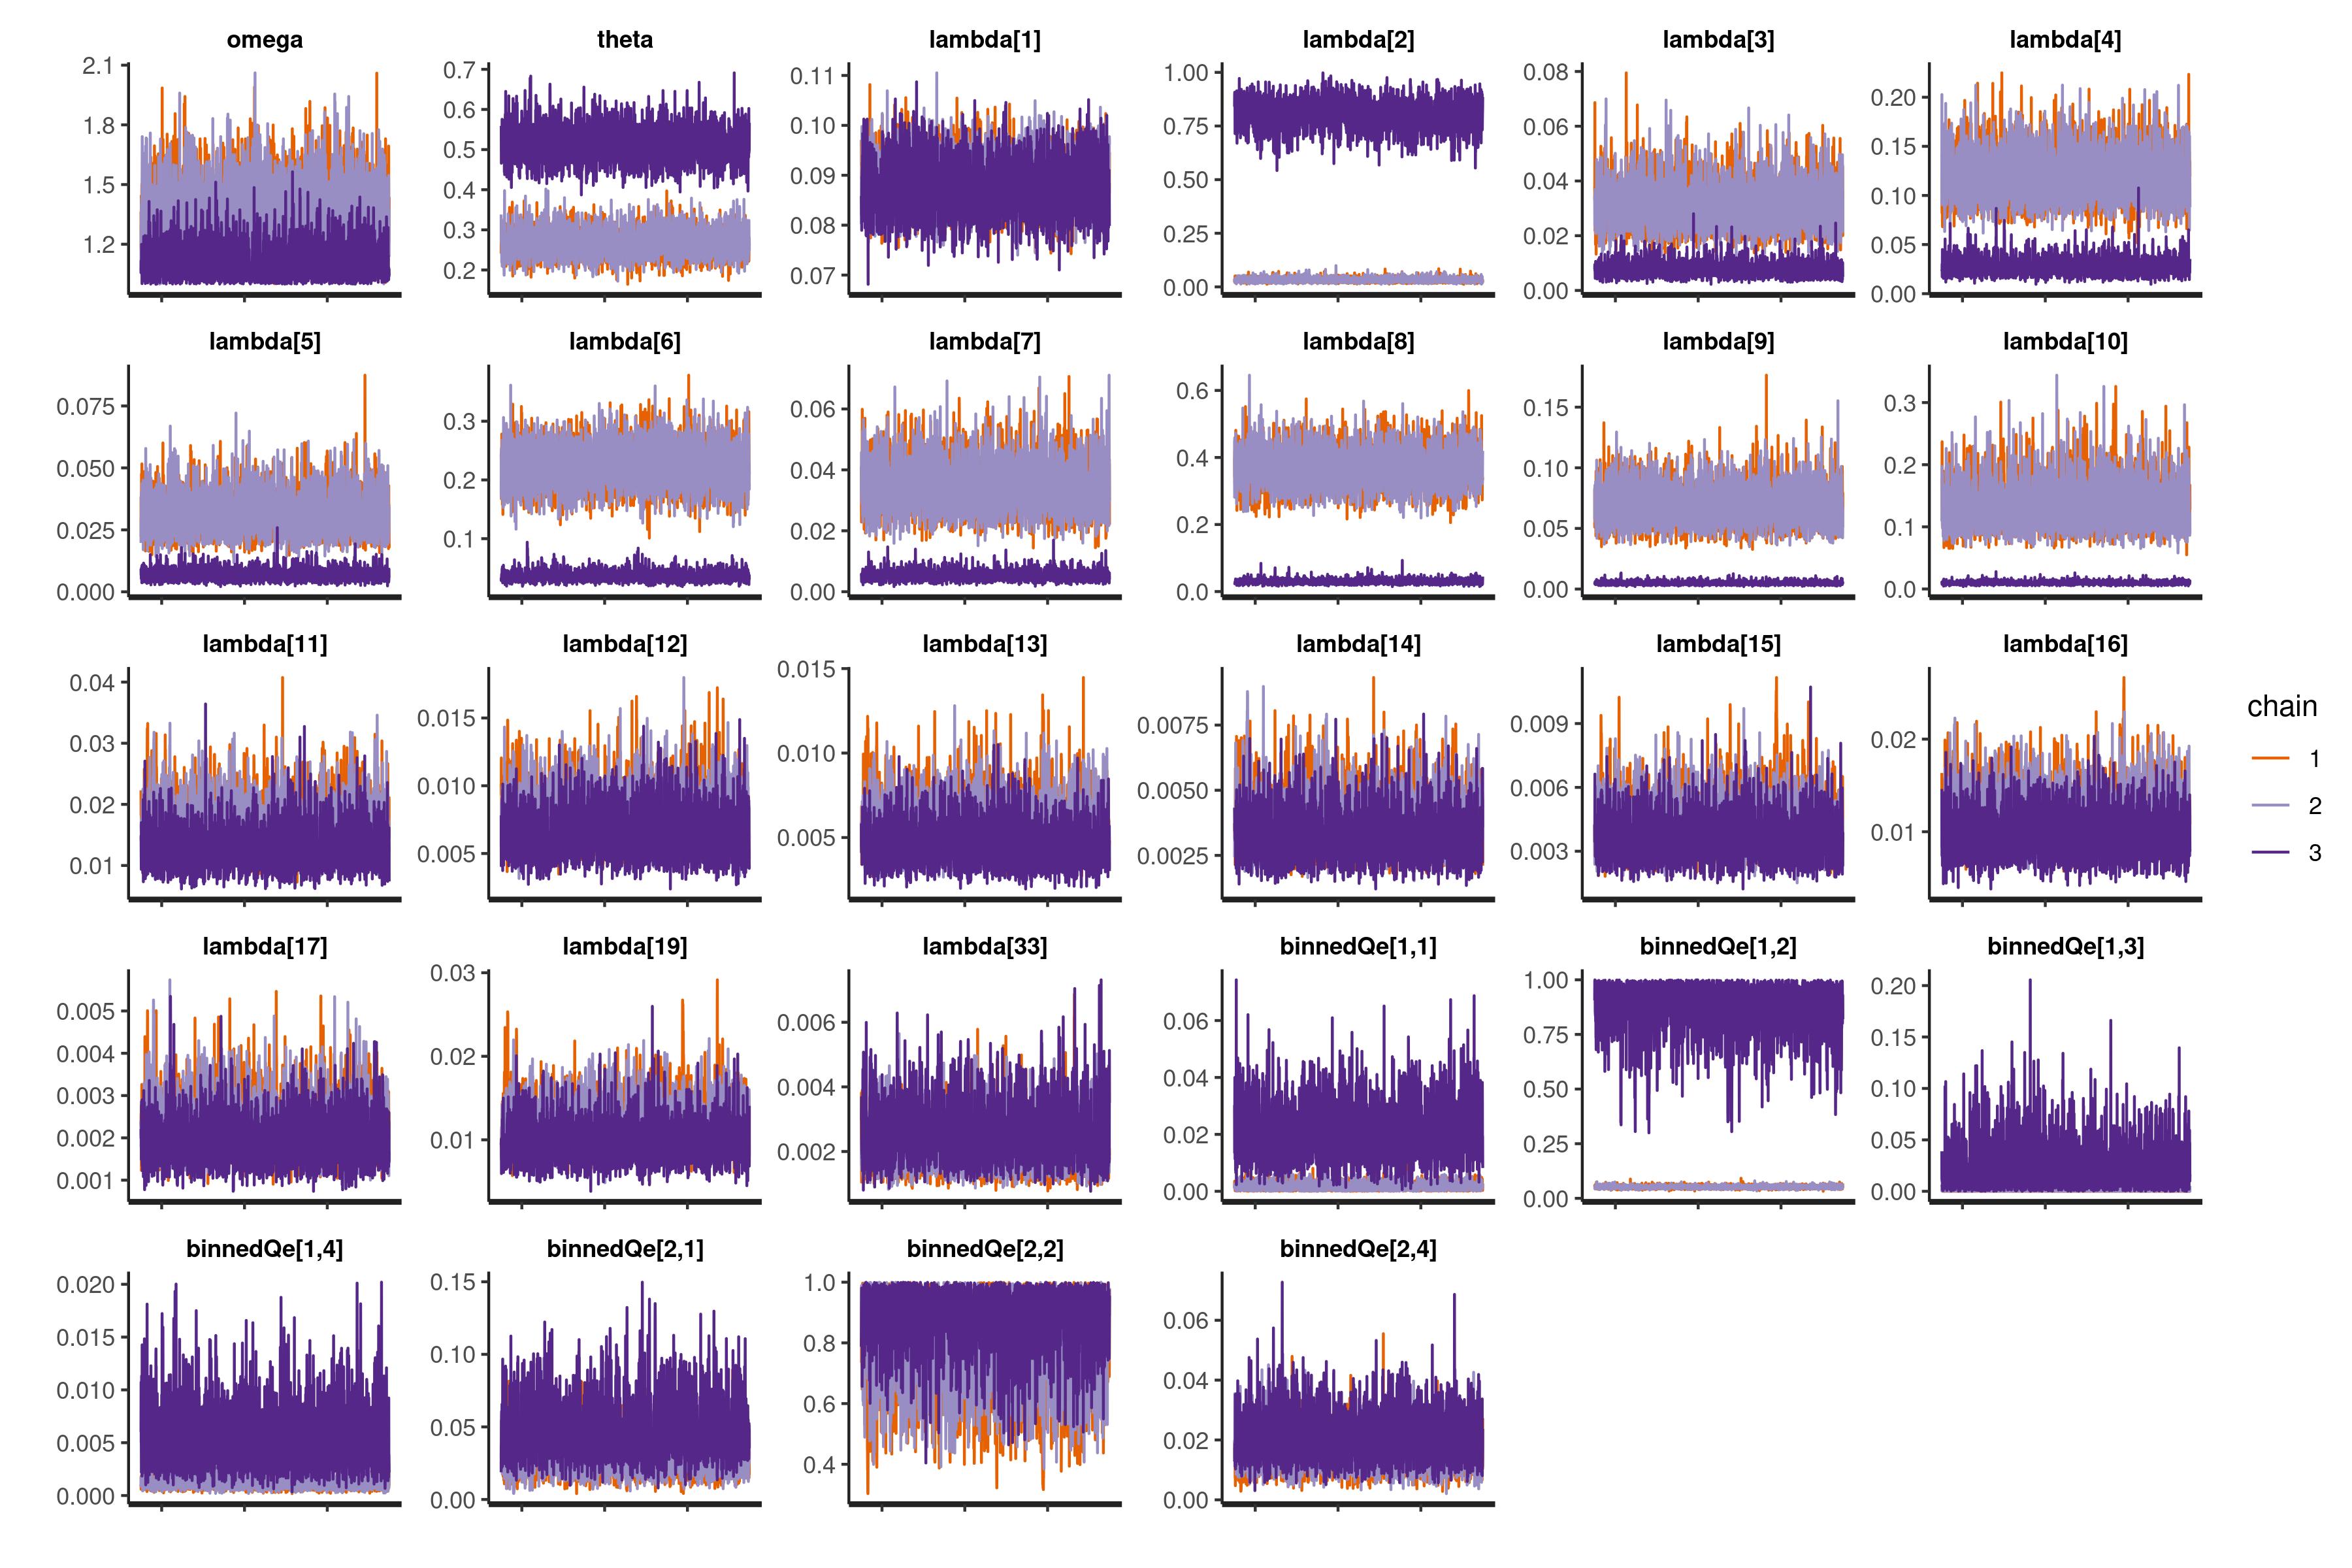 omega theta lambda[1] lambda[2] lambda[3] lambda[4]
2.1 1.8 1.5 1.2
0.7 0.6 0.5 0.4 0.3 0.2
0.11 0.10 0.09 0.08 0.07
1.00 0.75 0.50 0.25 0.00
0.08 0.06 0.04 0.02 0.00
0.20 0.15 0.10 0.05 0.00
lambda[5] lambda[6] lambda[7] lambda[8] lambda[9] lambda[10]
0.075 0.050 0.025 0.000
0.3 0.2 0.1
0.06 0.04 0.02 0.00
0.6 0.4 0.2 0.0
0.15 0.10 0.05 0.00
0.3 0.2 0.1 0.0
lambda[11] lambda[12] lambda[13] lambda[14] lambda[15] lambda[16]
0.04 0.03 0.02 0.01
0.015 0.010 0.005
0.015 0.010 0.005
0.0075 0.0050 0.0025
0.009 0.006 0.003
0.02 0.01
chain
1
2
3
lambda[17] lambda[19] lambda[33] binnedQe[1,1] binnedQe[1,2] binnedQe[1,3]
0.005 0.004 0.003 0.002 0.001
0.03 0.02 0.01
0.006 0.004 0.002
0.06 0.04 0.02 0.00
1.00 0.75 0.50 0.25 0.00
0.20 0.15 0.10 0.05 0.00
binnedQe[1,4] binnedQe[2,1] binnedQe[2,2] binnedQe[2,4]
0.020 0.015 0.010 0.005 0.000
0.15 0.10 0.05 0.00
1.0 0.8 0.6 0.4
0.06 0.04 0.02 0.00